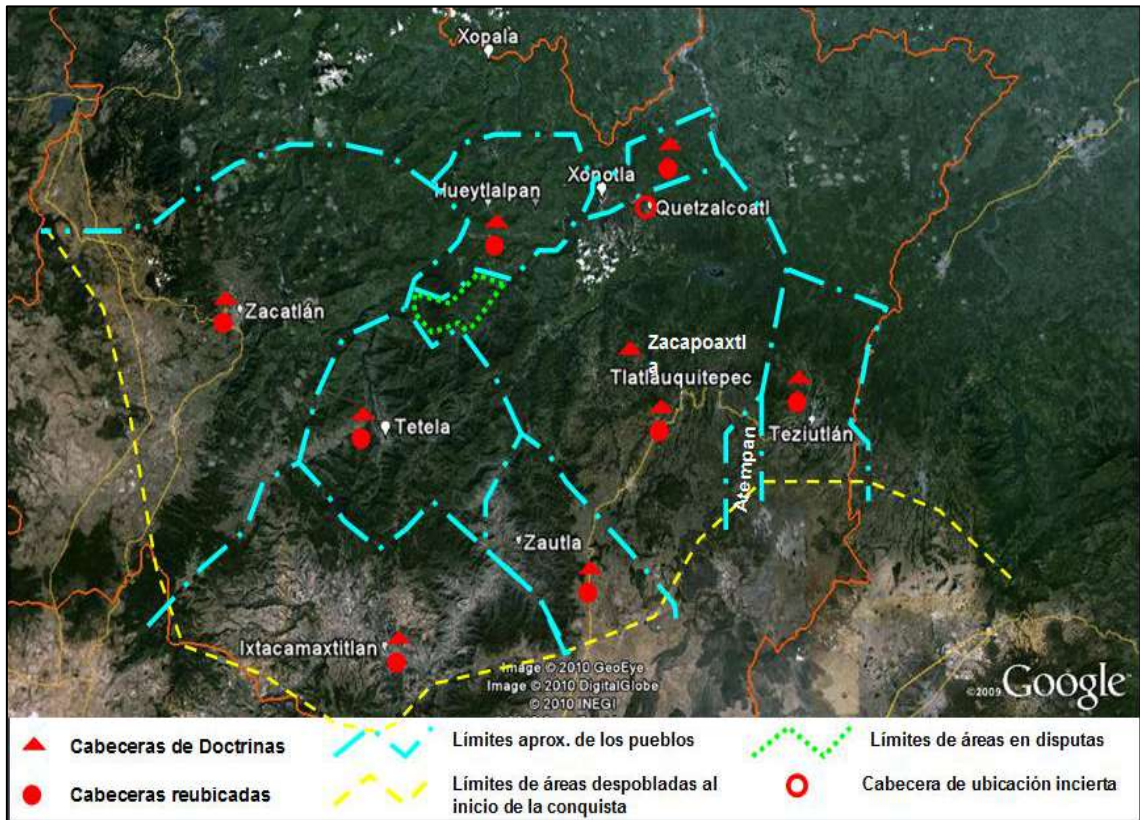 Xopala
Hueytlalpan
Xonotla
Quetzalcoatl
Zacatlán
Zacapoaxtl
a
Tlatlauquitepec
Tetela
Teziutlán
Atempan
Zautla
Ixtacamaxtitlan
Image © 2010 GeoEye
Image © 2010 DigitalGlobe
© 2010 INEGI
©2009 Google™
Cabeceras de Doctrinas
Límites aprox. de los pueblos
Límites de áreas en disputas
Cabeceras reubicadas
Límites de áreas despobladas al
inicio de la conquista
Cabecera de ubicación incierta